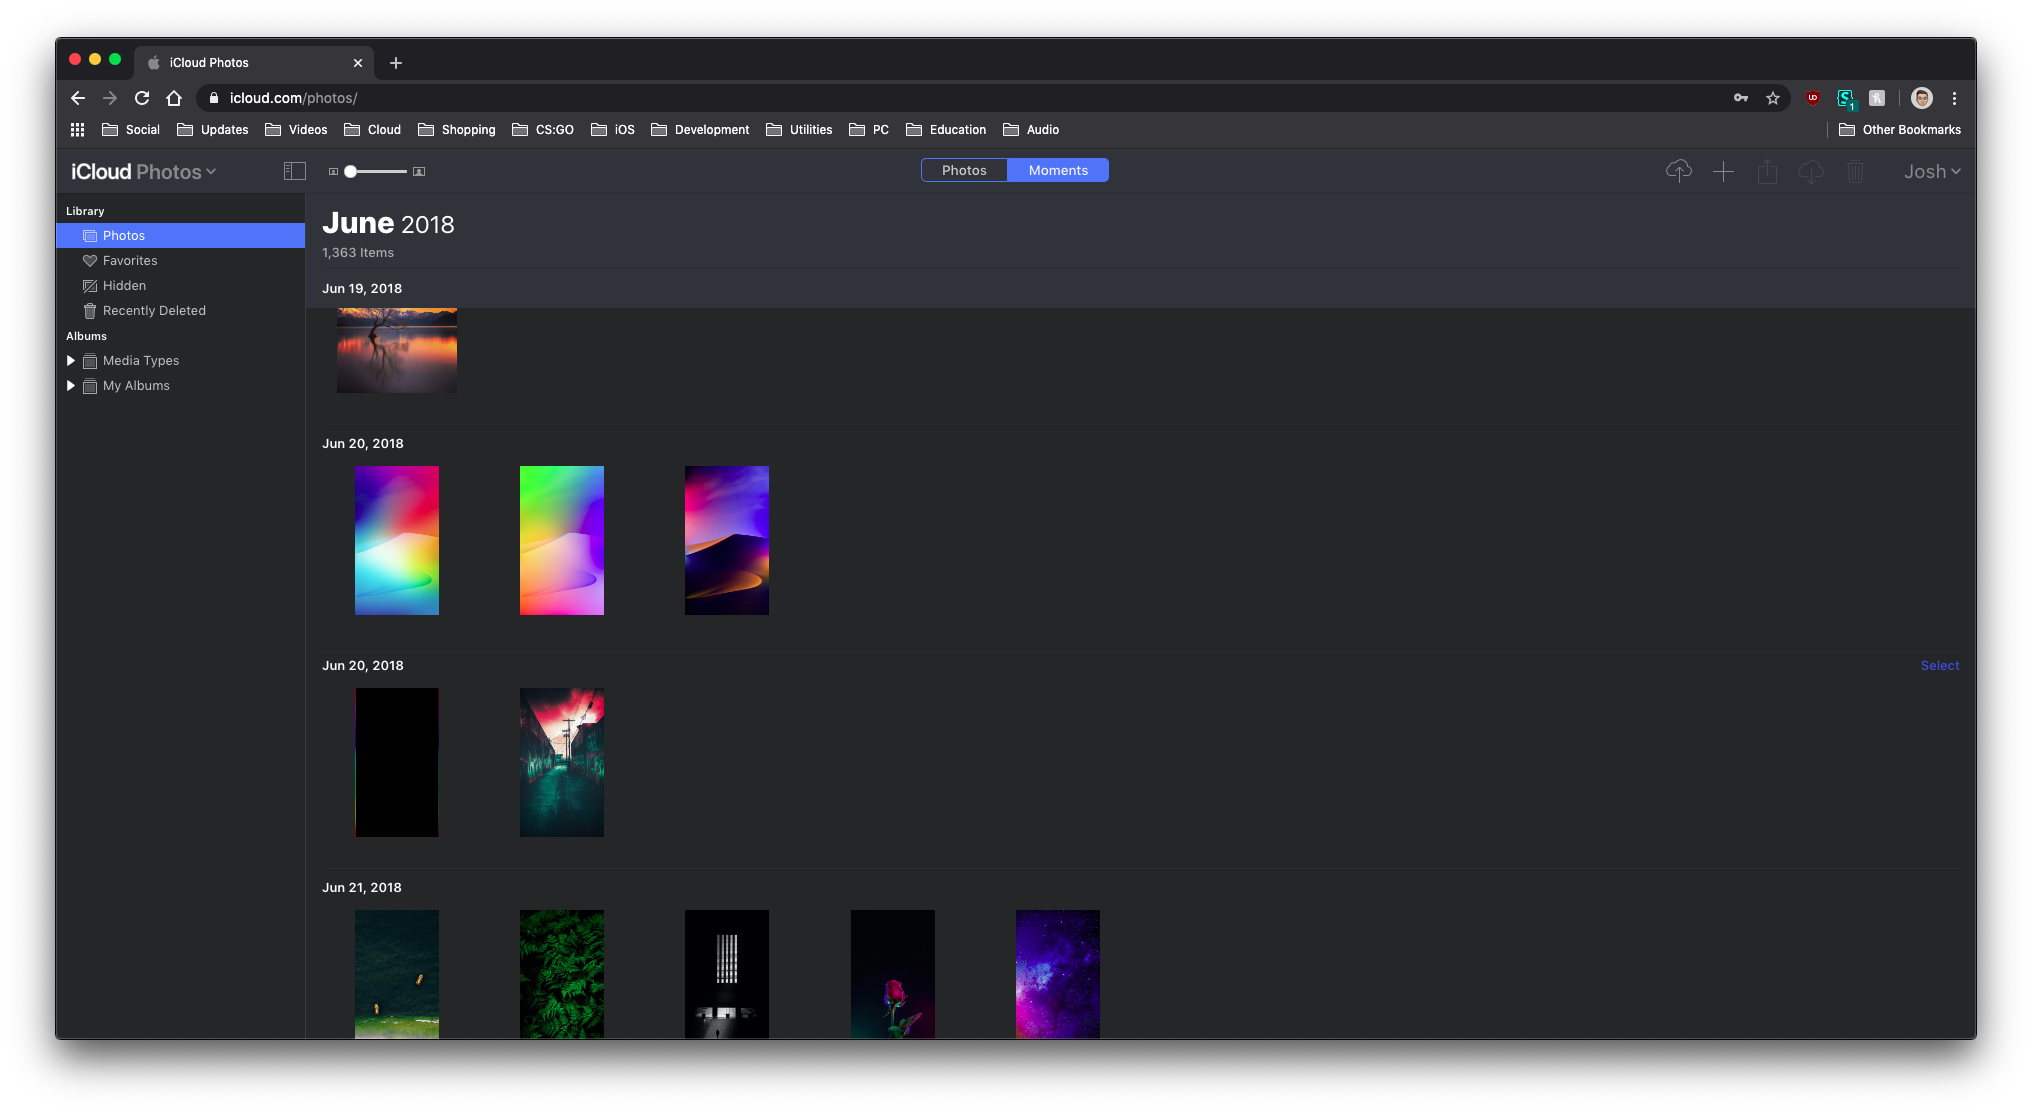 iCloud Photos
icloud.com/photos/
1
Social Updates Videos Cloud Shopping CS:GO iOS Development Utilities PC Education Audio Other Bookmarks
iCloud Photos
Photos Moments
Josh
Library
Photos
Favorites
Hidden
Recently Deleted
Albums
Media Types
My Albums
June 2018
1,363 Items
Jun 19, 2018
Jun 20, 2018
Jun 20, 2018
Select
Jun 21, 2018